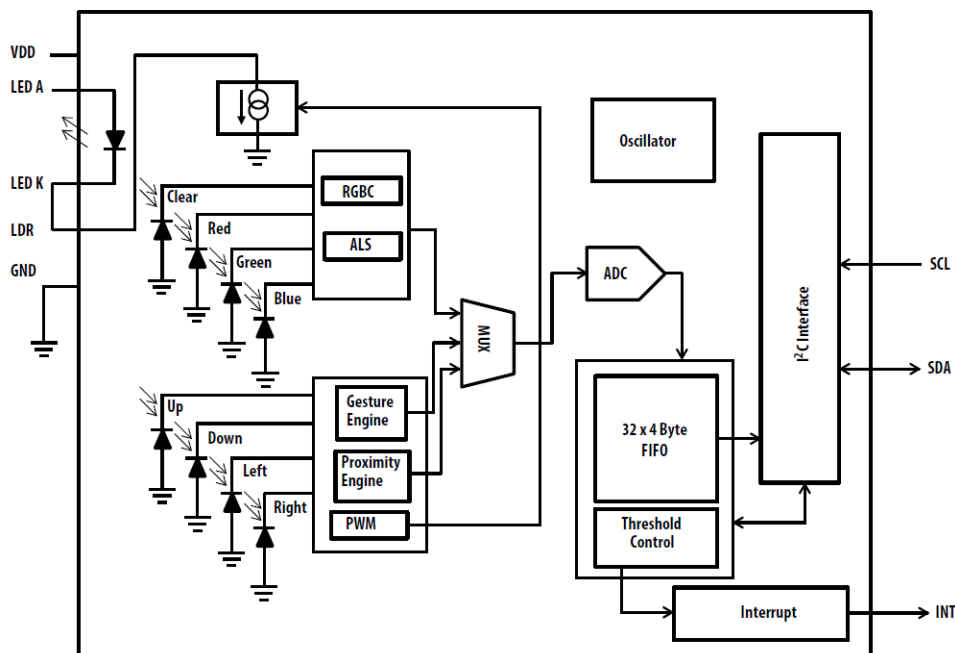 VDD
LED A
LED K
LDR
GND
Clear
Red
Green
Blue
RGBC
ALS
Up
Down
Left
Right
Gesture
Engine
Proximity
Engine
PWM
MUX
ADC
Oscillator
32 x 4 Byte
FIFO
Threshold
Control
I²C Interface
Interrupt
SCL
SDA
INT